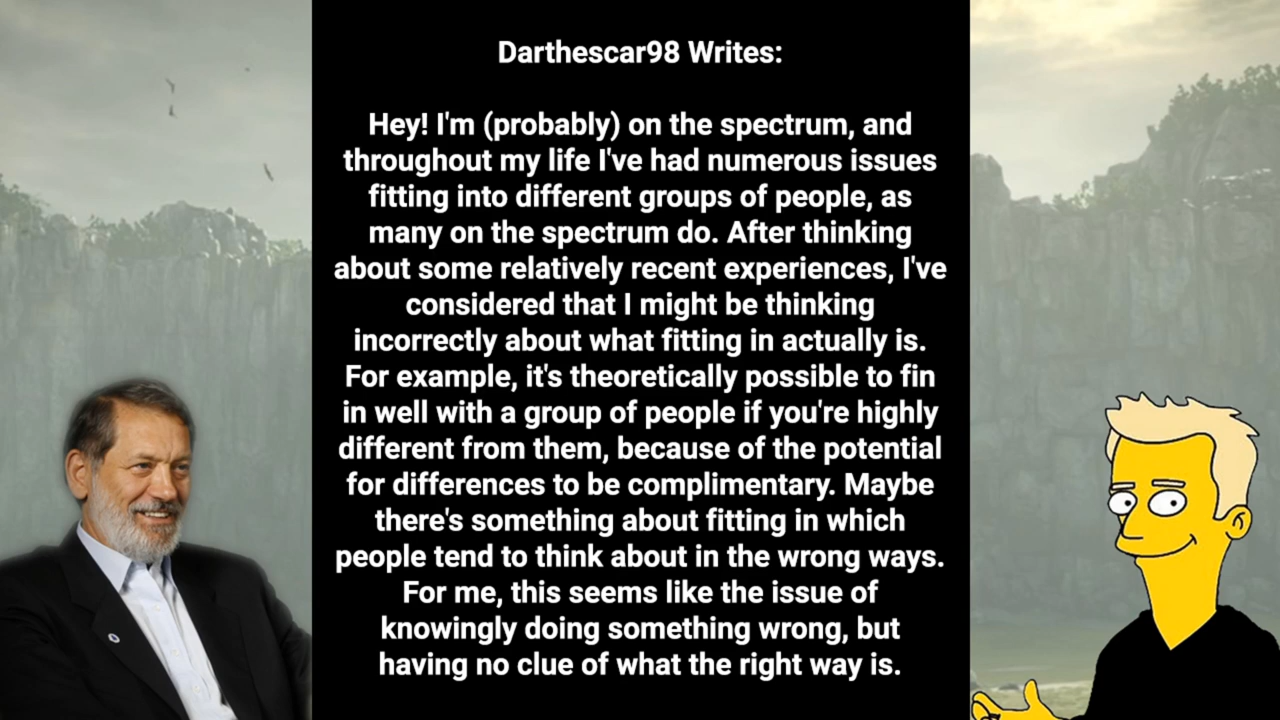 Darthescar98 Writes:
Hey! I'm (probably) on the spectrum, and
throughout my life I've had numerous issues
fitting into different groups of people, as
many on the spectrum do. After thinking
about some relatively recent experiences, I've
considered that I might be thinking
incorrectly about what fitting in actually is.
For example, it's theoretically possible to fin
in well with a group of people if you're highly
different from them, because of the potential
for differences to be complimentary. Maybe
there's something about fitting in which
people tend to think about in the wrong ways.
For me, this seems like the issue of
knowingly doing something wrong, but
having no clue of what the right way is.